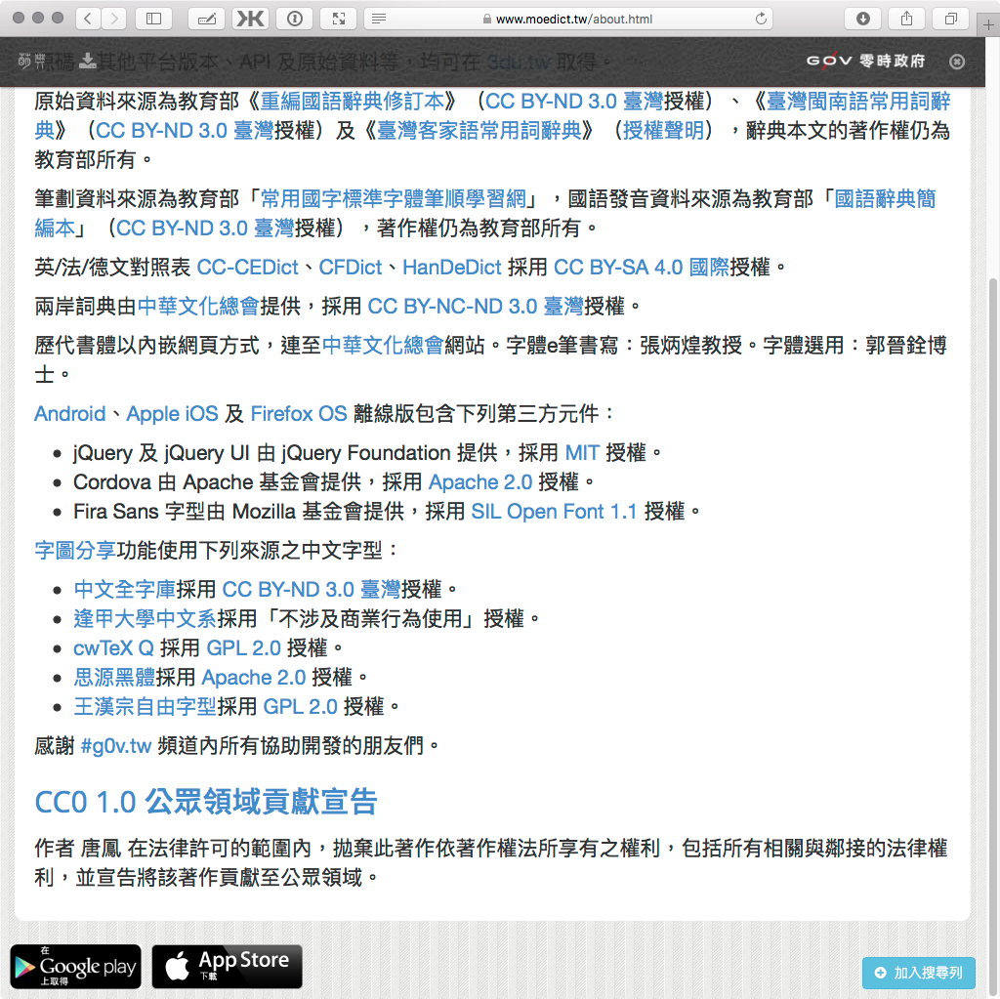 www.moedict.tw/about.html
源碼 其他平台版本、API 及原始資料等，均可在 3du.tw 取得。
萌典
GOV 零時政府
原始資料來源為教育部《重編國語辭典修訂本》（CC BY-ND 3.0 臺灣授權）、《臺灣閩南語常用詞辭
典》（CC BY-ND 3.0 臺灣授權）及《臺灣客家語常用詞辭典》（授權聲明），辭典本文的著作權仍為
教育部所有。
筆劃資料來源為教育部「常用國字標準字體筆順學習網」，國語發音資料來源為教育部「國語辭典簡
編本」（CC BY-ND 3.0 臺灣授權），著作權仍為教育部所有。
英/法/德文對照表 CC-CEDict、CFDict、HanDeDict 採用 CC BY-SA 4.0 國際授權。
兩岸詞典由中華文化總會提供，採用 CC BY-NC-ND 3.0 臺灣授權。
歷代書體以內嵌網頁方式，連至中華文化總會網站。字體e筆書寫：張炳煌教授。字體選用：郭晉銓博
士。
Android、Apple iOS 及 Firefox OS 離線版包含下列第三方元件：
• jQuery 及 jQuery UI 由 jQuery Foundation 提供，採用 MIT 授權。
• Cordova 由 Apache 基金會提供，採用 Apache 2.0 授權。
• Fira Sans 字型由 Mozilla 基金會提供，採用 SIL Open Font 1.1 授權。
字圖分享功能使用下列來源之中文字型：
• 中文全字庫採用 CC BY-ND 3.0 臺灣授權。
• 逢甲大學中文系採用「不涉及商業行為使用」授權。
• cwTeX Q 採用 GPL 2.0 授權。
• 思源黑體採用 Apache 2.0 授權。
• 王漢宗自由字型採用 GPL 2.0 授權。
感謝 #g0v.tw 頻道內所有協助開發的朋友們。
CC0 1.0 公眾領域貢獻宣告
作者 唐鳳 在法律許可的範圍內，拋棄此著作依著作權法所享有之權利，包括所有相關與鄰接的法律權
利，並宣告將該著作貢獻至公眾領域。
在
Google play
上取得
App Store
下載
加入搜尋列